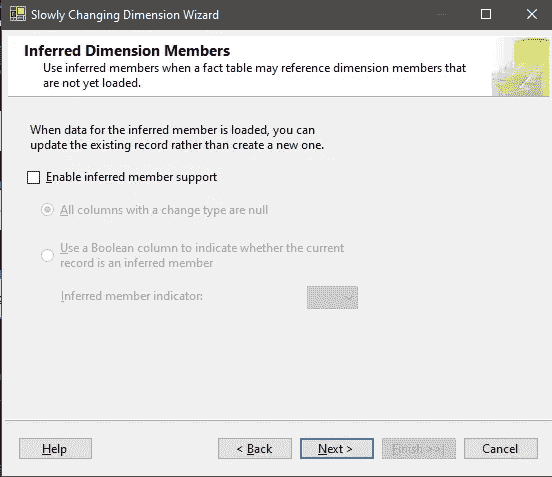 Slowly Changing Dimension Wizard
Inferred Dimension Members
Use inferred members when a fact table may reference dimension members that
are not yet loaded.
When data for the inferred member is loaded, you can
update the existing record rather than create a new one.
Enable inferred member support
All columns with a change type are null
Use a Boolean column to indicate whether the current
record is an inferred member
Inferred member indicator:
Help
< Back
Next >
Finish >>|
Cancel